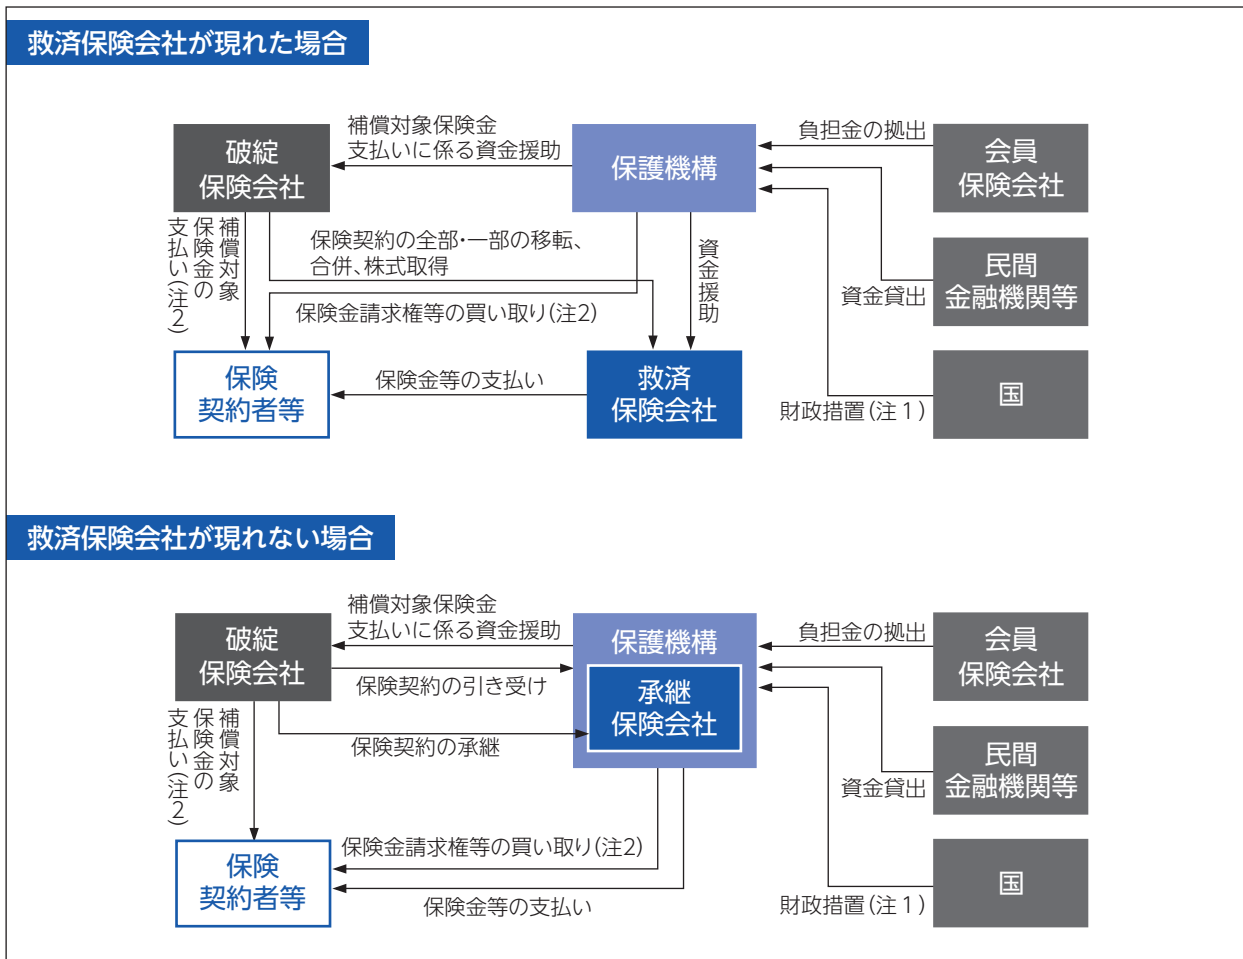 救済保険会社が現れた場合
補償対象保険金
支払いに係る資金援助
破綻
保険会社
保護機構
負担金の拠出
会員
保険会社
補償対象
保険金の
支払い(注2)
保険契約の全部・一部の移転、
合併、株式取得
保険金請求権等の買い取り(注2)
資金援助
民間
金融機関等
資金貸出
保険
契約者等
保険金等の支払い
救済
保険会社
国
財政措置(注1)
救済保険会社が現れない場合
補償対象保険金
支払いに係る資金援助
破綻
保険会社
保護機構
負担金の拠出
会員
保険会社
保険契約の引き受け
承継
保険会社
補償対象
保険金の
支払い(注2)
保険契約の承継
民間
金融機関等
資金貸出
保険金請求権等の買い取り(注2)
保険
契約者等
保険金等の支払い
国
財政措置(注1)